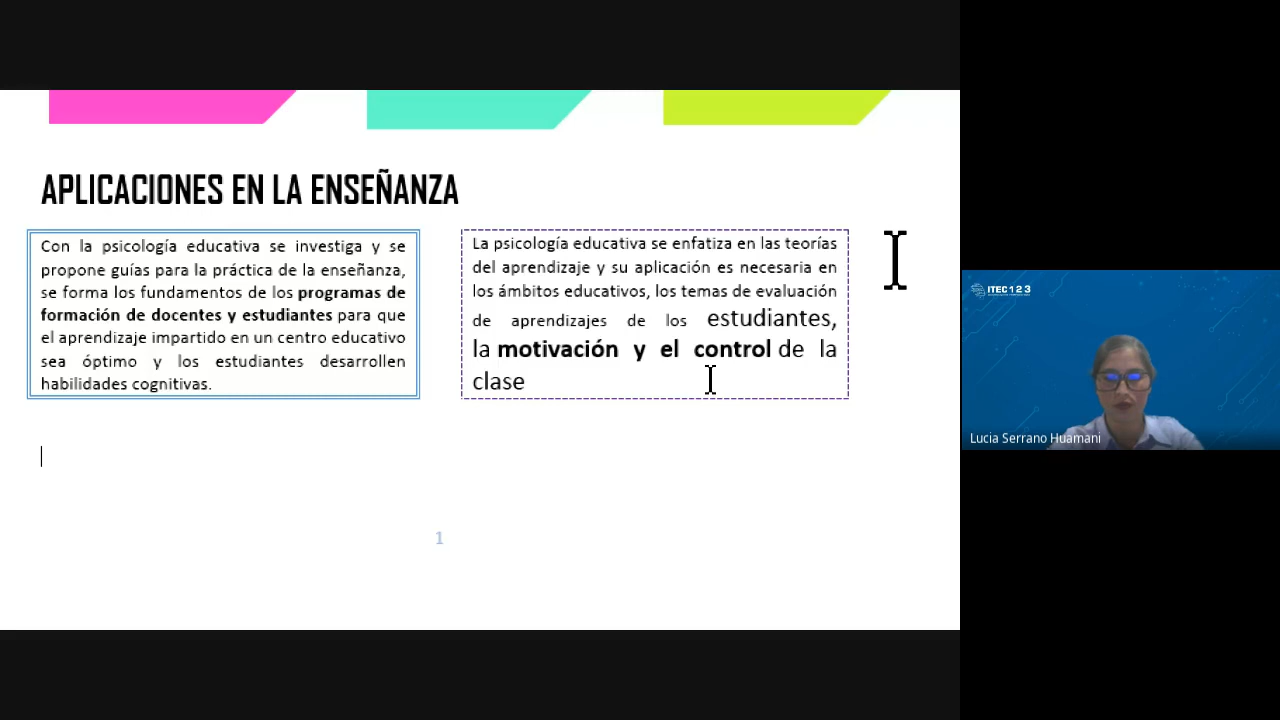 APLICACIONES EN LA ENSEÑANZA
Con la psicología educativa se investiga y se
propone guías para la práctica de la enseñanza,
se forma los fundamentos de los programas de
formación de docentes y estudiantes para que
el aprendizaje impartido en un centro educativo
sea óptimo y los estudiantes desarrollen
habilidades cognitivas.
La psicología educativa se enfatiza en las teorías
del aprendizaje y su aplicación es necesaria en
los ámbitos educativos, los temas de evaluación
de aprendizajes de los estudiantes,
la motivación y el control de la
clase
1
ITEC 1 2 3
Lucia Serrano Huamani